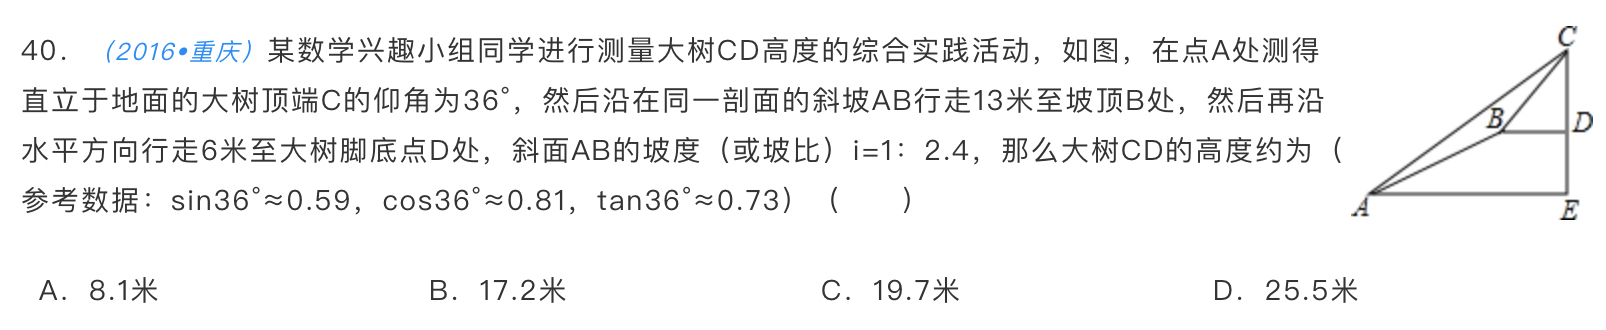 40. （2016•重庆）某数学兴趣小组同学进行测量大树CD高度的综合实践活动，如图，在点A处测得
直立于地面的大树顶端C的仰角为36°，然后沿在同一剖面的斜坡AB行走13米至坡顶B处，然后再沿
水平方向行走6米至大树脚底点D处，斜面AB的坡度（或坡比）i=1：2.4，那么大树CD的高度约为（
参考数据：sin36°≈0.59，cos36°≈0.81，tan36°≈0.73）（　　）
C
B
D
A
E
A．8.1米
B．17.2米
C．19.7米
D．25.5米